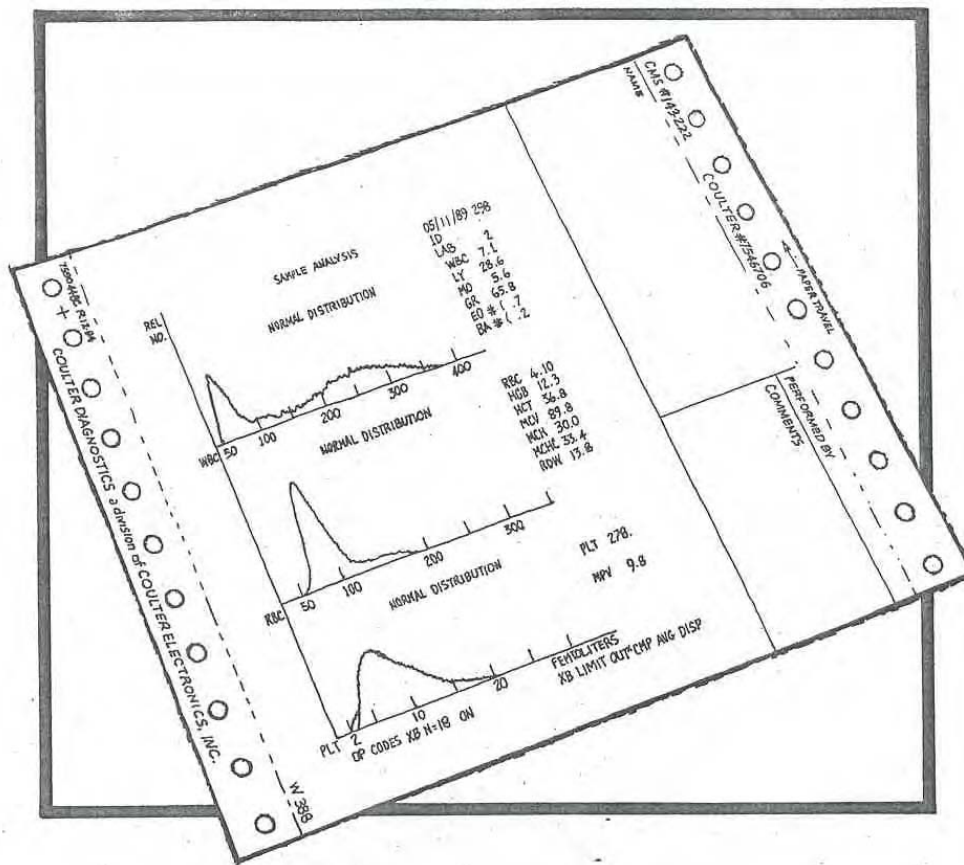 CMS #143-222
COULTER #7546706
PAPER TRAVEL
NAME
PERFORMED BY
COMMENTS
SAMPLE ANALYSIS
05/11/89 298
ID
LAB 2
WBC 7.1
LY 28.6
MO 5.6
GR 65.8
EO # ( .7
BA # ( .2
NORMAL DISTRIBUTION
REL
NO.
WBC 50 100 200 300 400
NORMAL DISTRIBUTION
RBC 4.10
HGB 12.3
HCT 36.8
MCV 89.8
MCH 30.0
MCHC 33.4
RDW 13.8
RBC 50 100 200 300
NORMAL DISTRIBUTION
PLT 278.
MPV 9.8
PLT 2 10 20
FEMTOLITERS
OP CODES XB N=18 ON
XB LIMIT OUT*CMP ANG DISP
COULTER DIAGNOSTICS a division of COULTER ELECTRONICS, INC.
W 388